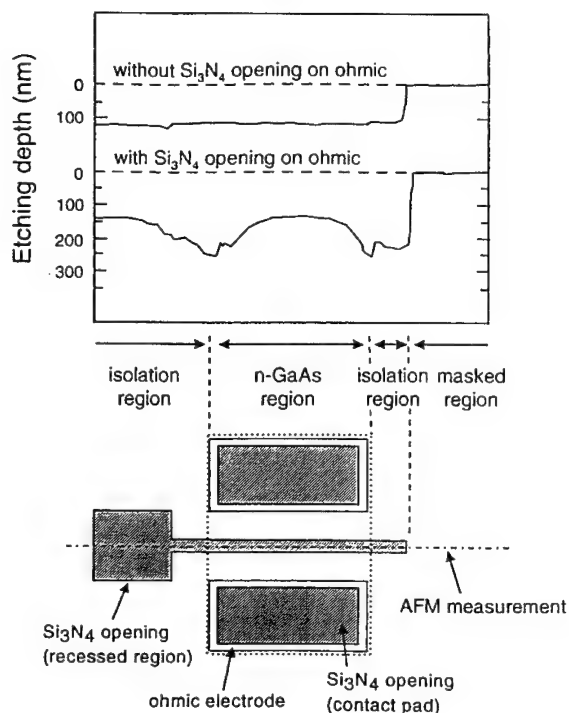 Etching depth (nm)
without Si3N4 opening on ohmic
0
100
with Si3N4 opening on ohmic
0
100
200
300
isolation region
n-GaAs region
isolation region
masked region
Si3N4 opening
(recessed region)
ohmic electrode
Si3N4 opening
(contact pad)
AFM measurement